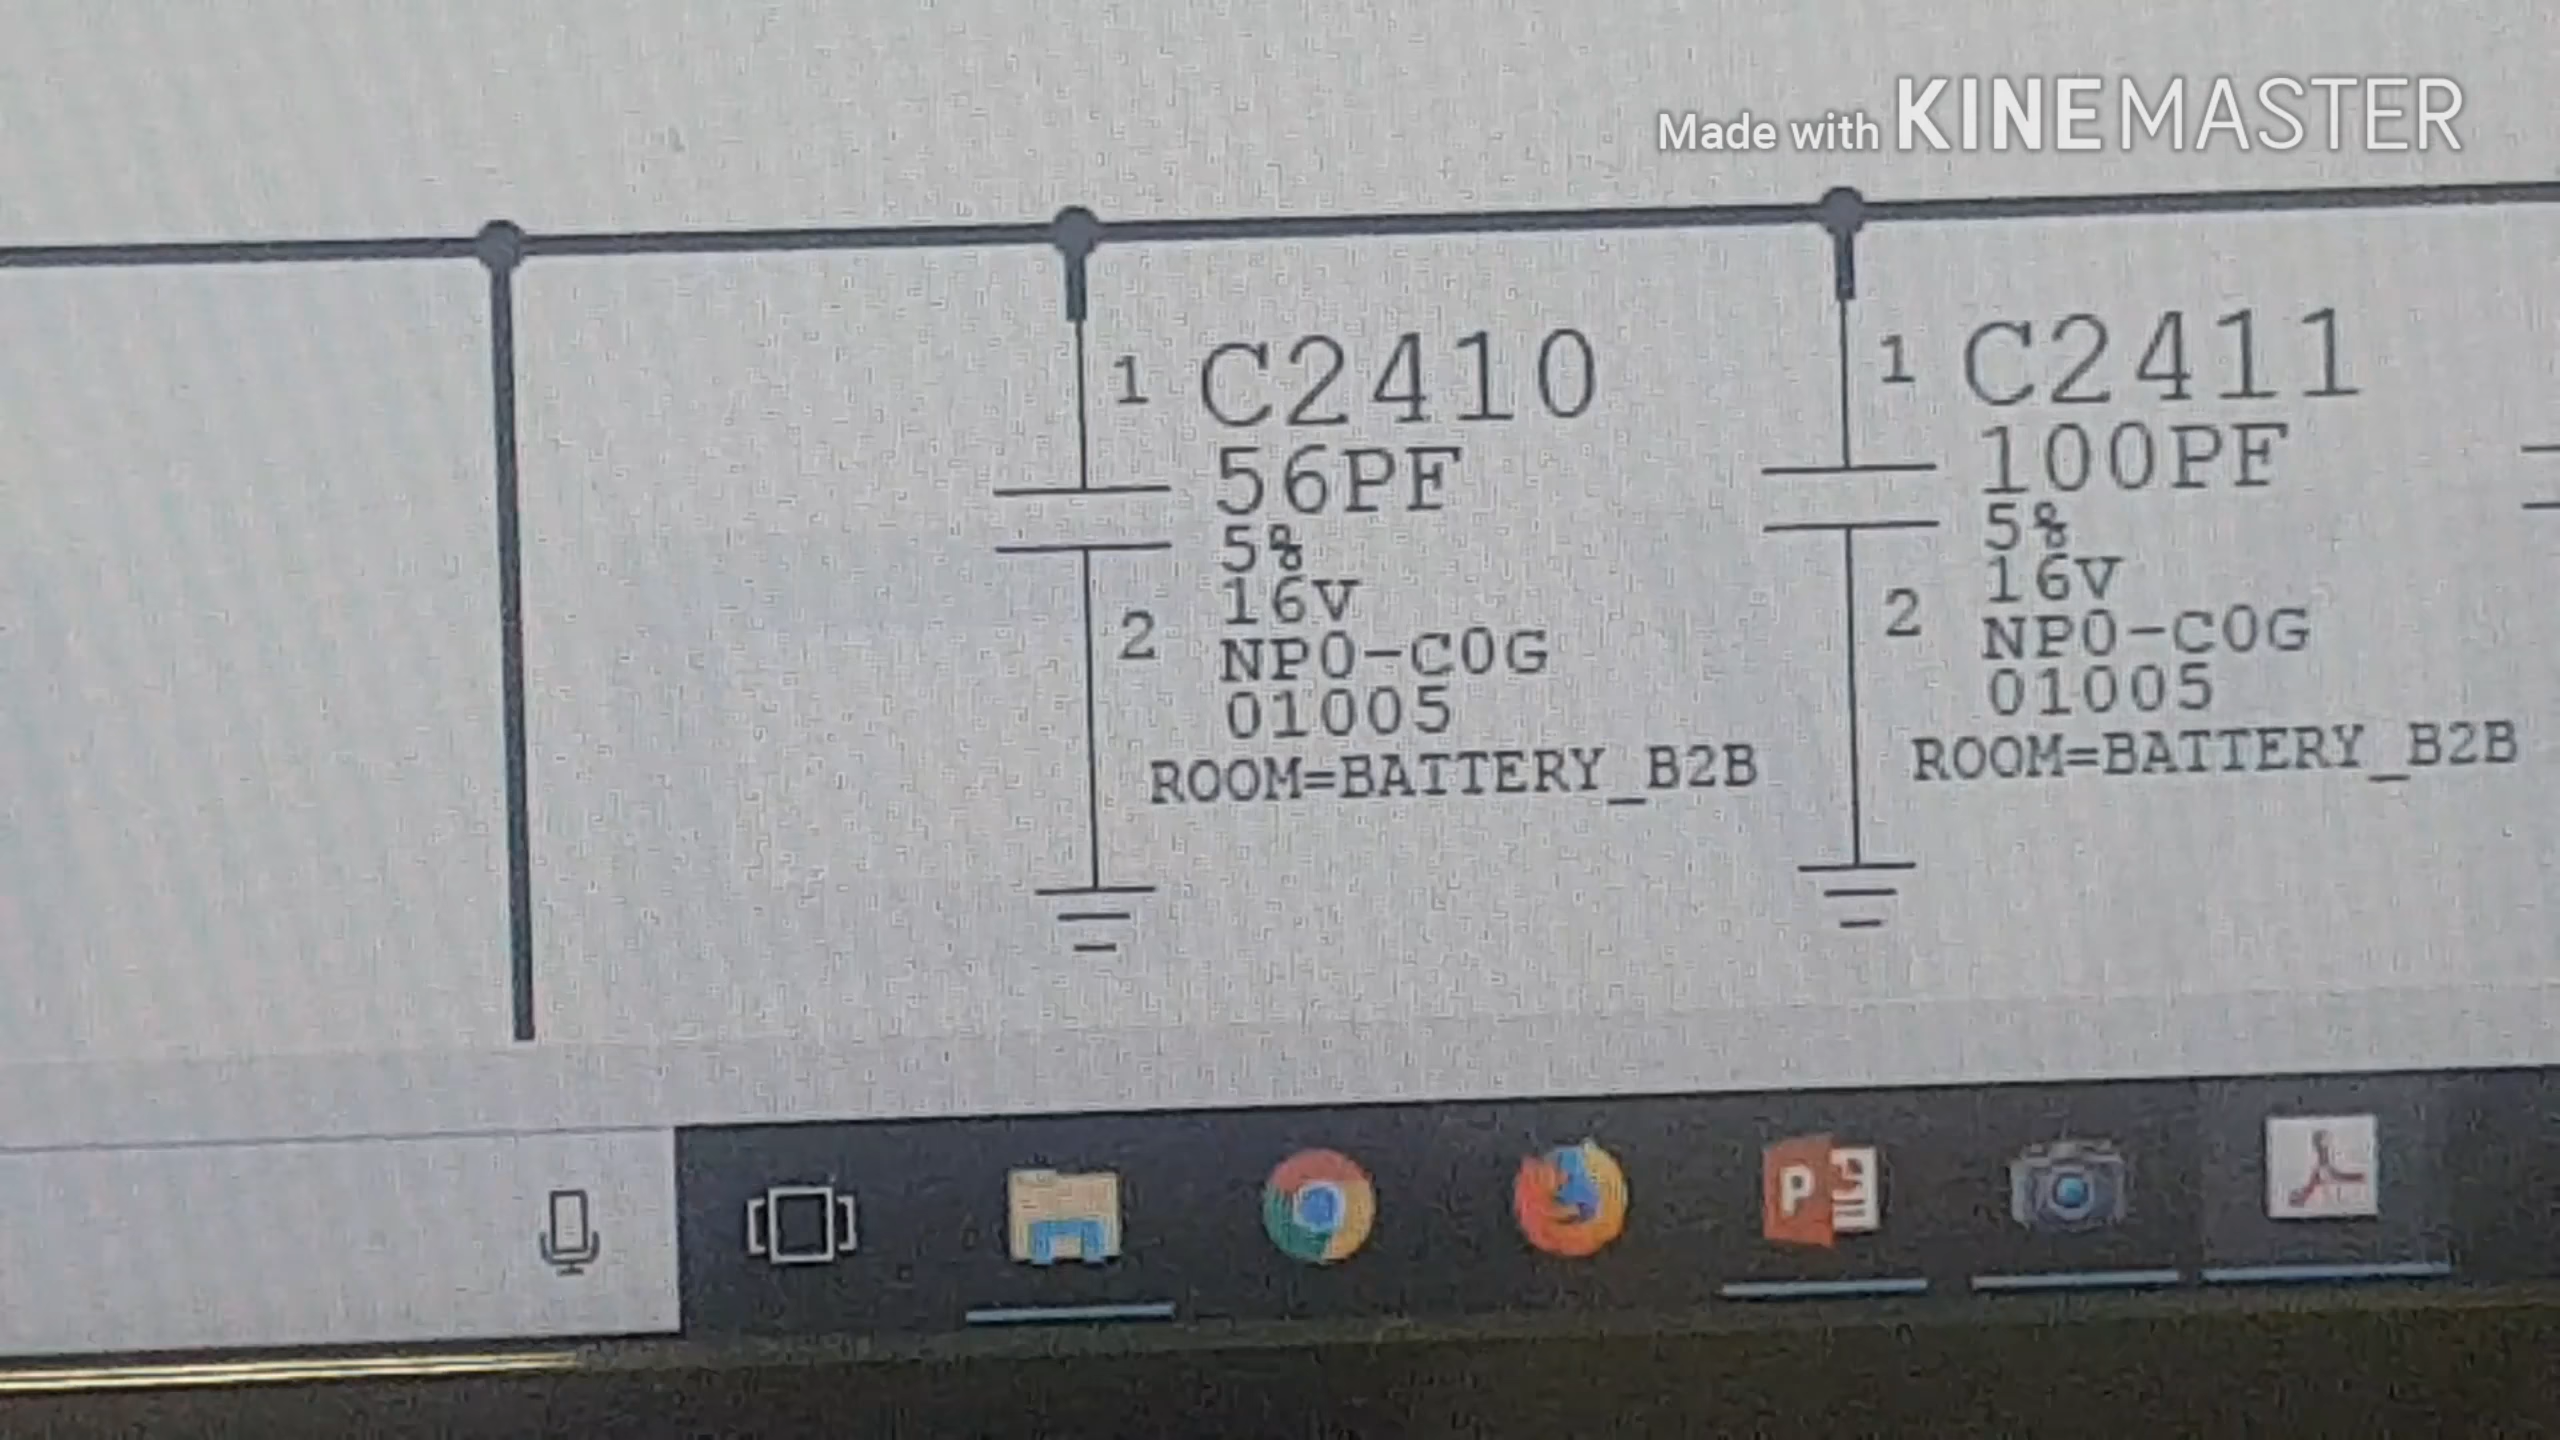 Made with KINEMASTER
1
C2410
56PF
5%
16V
2
NP0-C0G
01005
ROOM=BATTERY_B2B
1
C2411
100PF
5%
16V
2
NP0-C0G
01005
ROOM=BATTERY_B2B
P